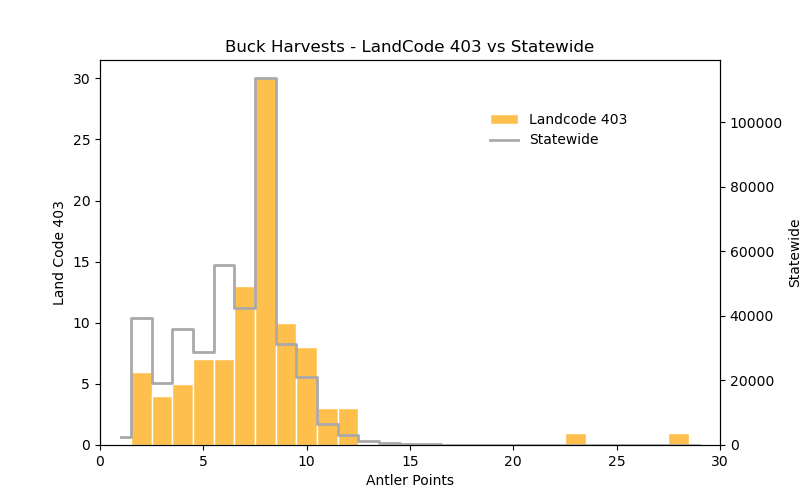 Buck Harvests - LandCode 403 vs Statewide
Landcode 403
Statewide
Land Code 403
30
25
20
15
10
5
0
100000
80000
60000
40000
20000
0
Statewide
0 5 10 15 20 25 30
Antler Points